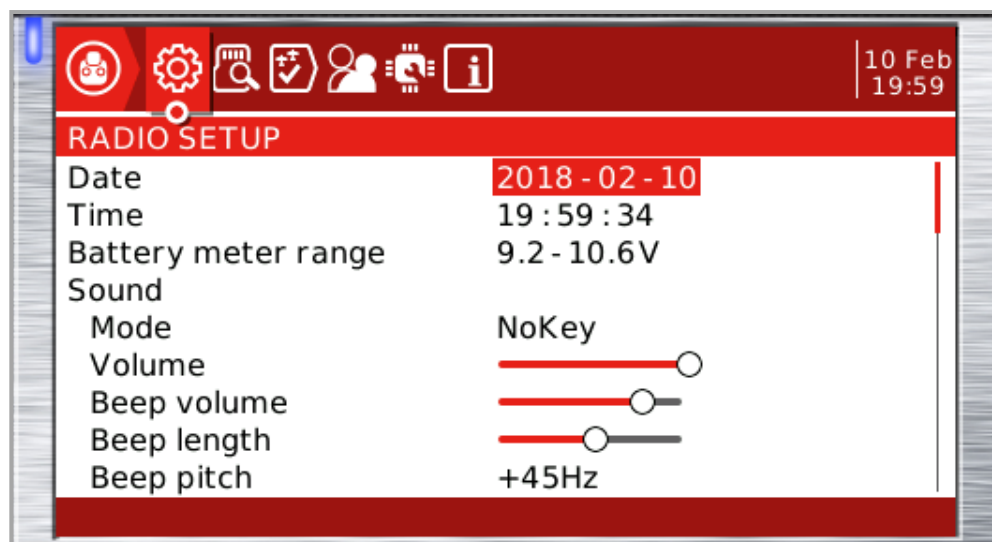 10 Feb
19:59
RADIO SETUP
Date 2018-02-10
Time 19:59:34
Battery meter range 9.2-10.6V
Sound
Mode NoKey
Volume
Beep volume
Beep length
Beep pitch +45Hz